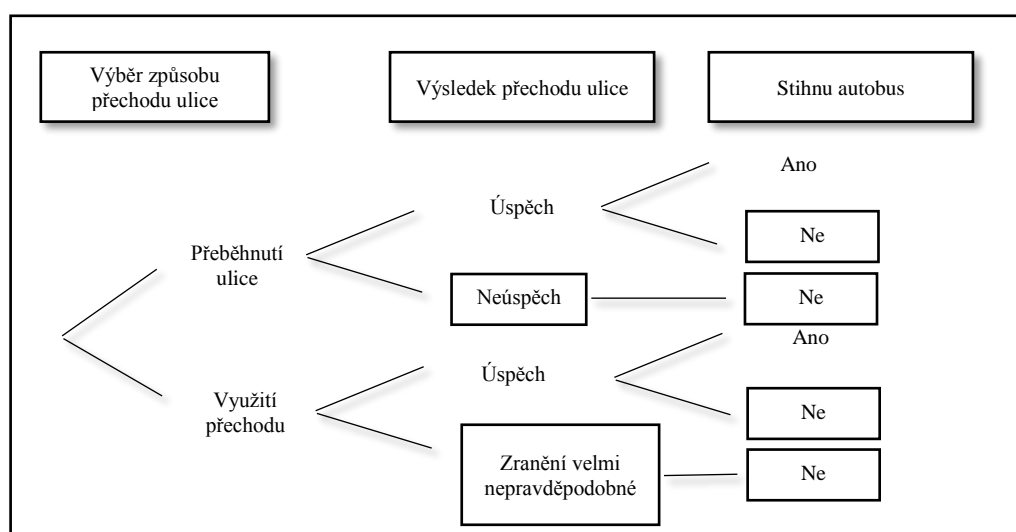 Výběr způsobu
přechodu ulice
Výsledek přechodu ulice
Stihnu autobus
Ano
Úspěch
Ne
Přeběhnutí
ulice
Neúspěch
Ne
Ano
Úspěch
Využití
přechodu
Ne
Zranění velmi
nepravděpodobné
Ne